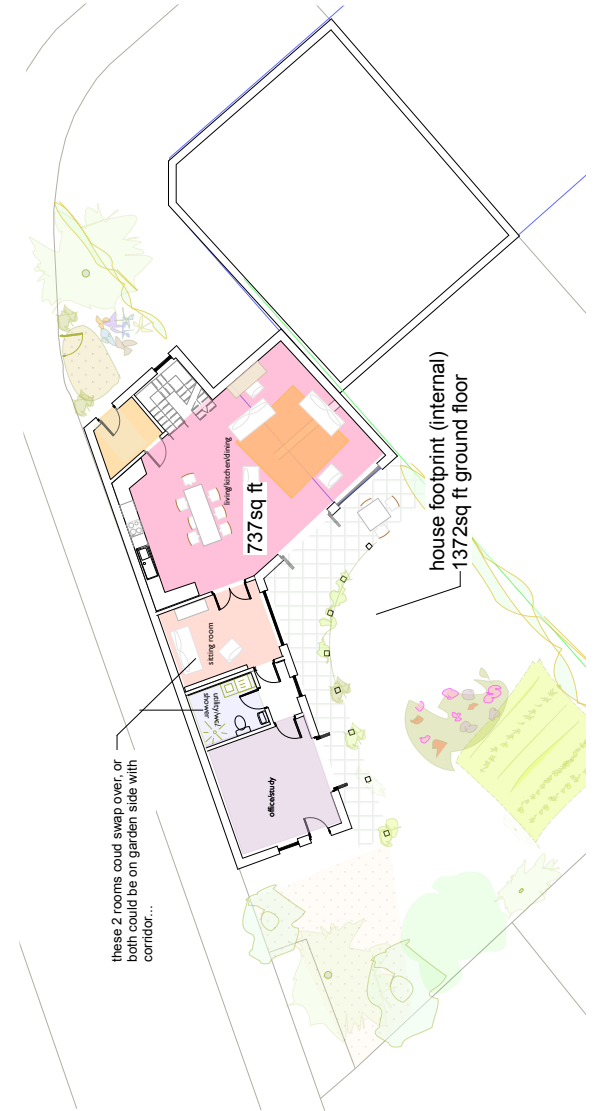 living/kitchen/dining
737sq ft
house footprint (internal)
1372sq ft ground floor
sitting room
utility/wc/
shower
office/study
these 2 rooms coud swap over, or
both could be on garden side with
corridor...